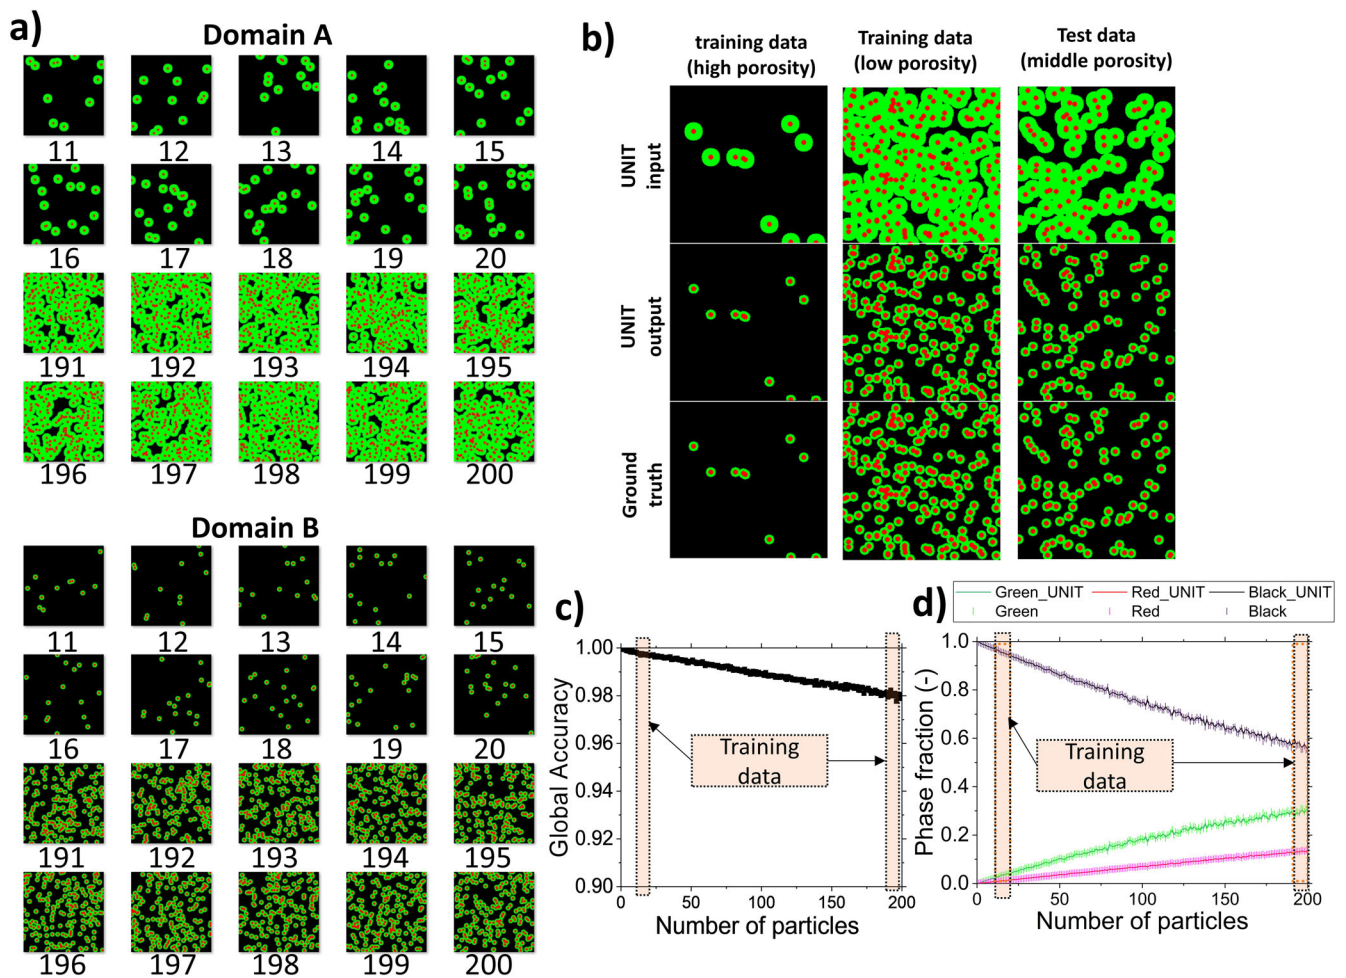 a)
Domain A
11 12 13 14 15
16 17 18 19 20
191 192 193 194 195
196 197 198 199 200
Domain B
11 12 13 14 15
16 17 18 19 20
191 192 193 194 195
196 197 198 199 200
b)
training data
(high porosity)
Training data
(low porosity)
Test data
(middle porosity)
UNIT
input
UNIT
output
Ground
truth
c)
1.00
0.98
0.96
0.94
0.92
0.90
Global Accuracy
Training
data
0 50 100 150 200
Number of particles
d)
Green_UNIT Red_UNIT Black_UNIT
Green Red Black
1.0
0.8
0.6
0.4
0.2
0.0
Phase fraction (-)
Training
data
0 50 100 150 200
Number of particles